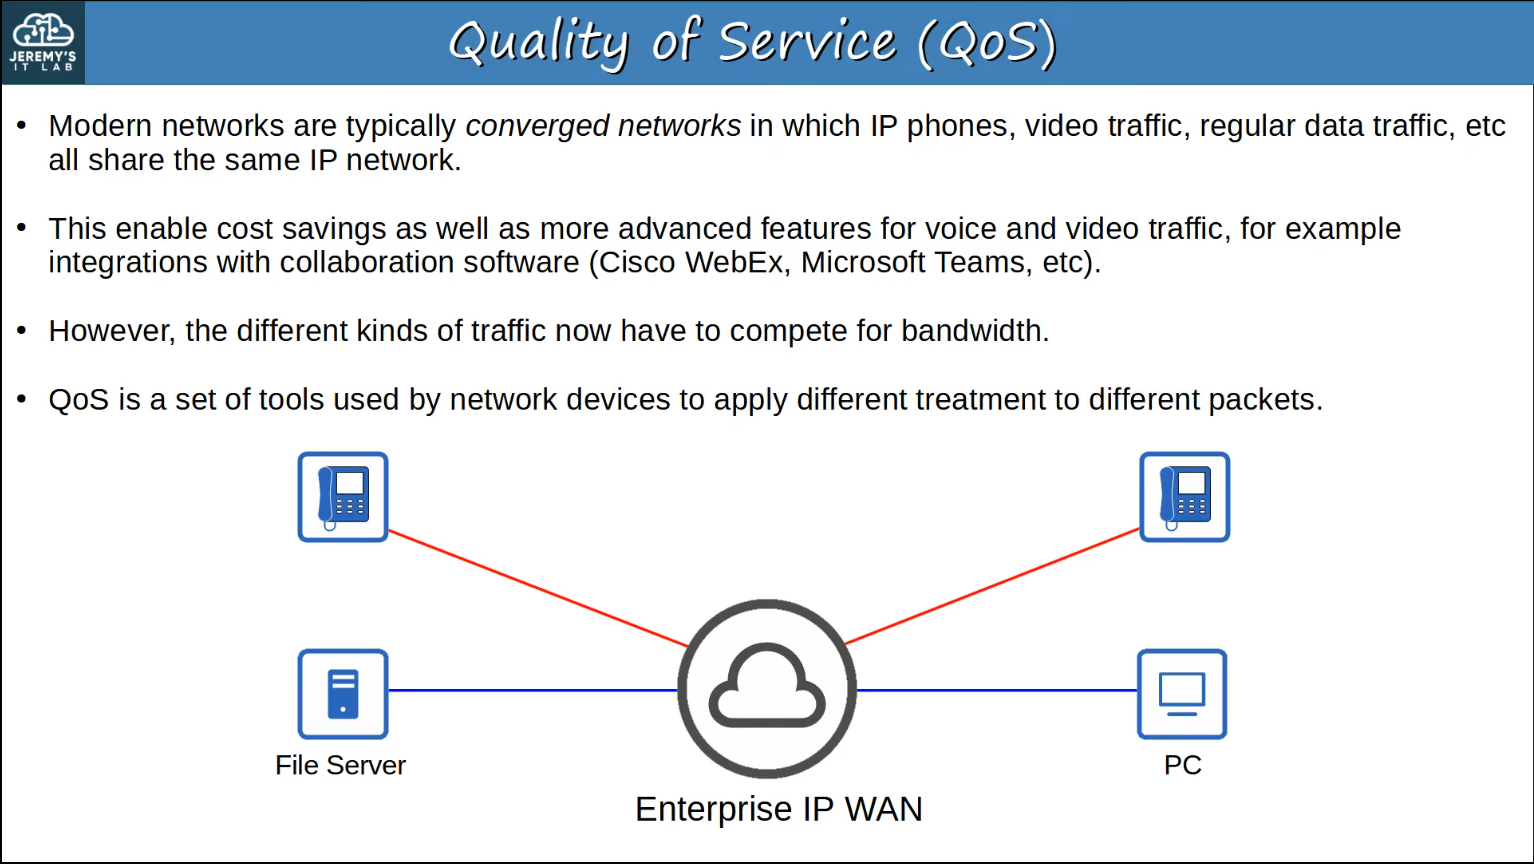 JEREMY'S
IT LAB
Quality of Service (QoS)
• Modern networks are typically converged networks in which IP phones, video traffic, regular data traffic, etc
all share the same IP network.
• This enable cost savings as well as more advanced features for voice and video traffic, for example
integrations with collaboration software (Cisco WebEx, Microsoft Teams, etc).
• However, the different kinds of traffic now have to compete for bandwidth.
• QoS is a set of tools used by network devices to apply different treatment to different packets.
File Server
PC
Enterprise IP WAN